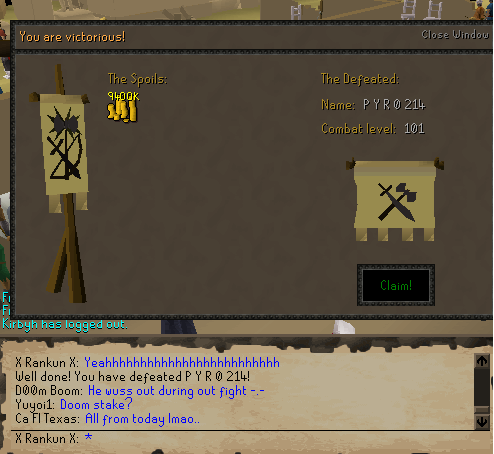 You are victorious!
Close Window
The Spoils:
9400K
The Defeated:
Name: P Y R 0 214
Combat level: 101
Claim!
Kirbyh has logged out.
X Rankun X: Yeahhhhhhhhhhhhhhhhhhhhhhhhhh
Well done! You have defeated P Y R 0 214!
D00m Boom: He wuss out during out fight -.-
Yuyoi1: Doom stake?
Ca Fl Texas: All from today lmao..
X Rankun X: *